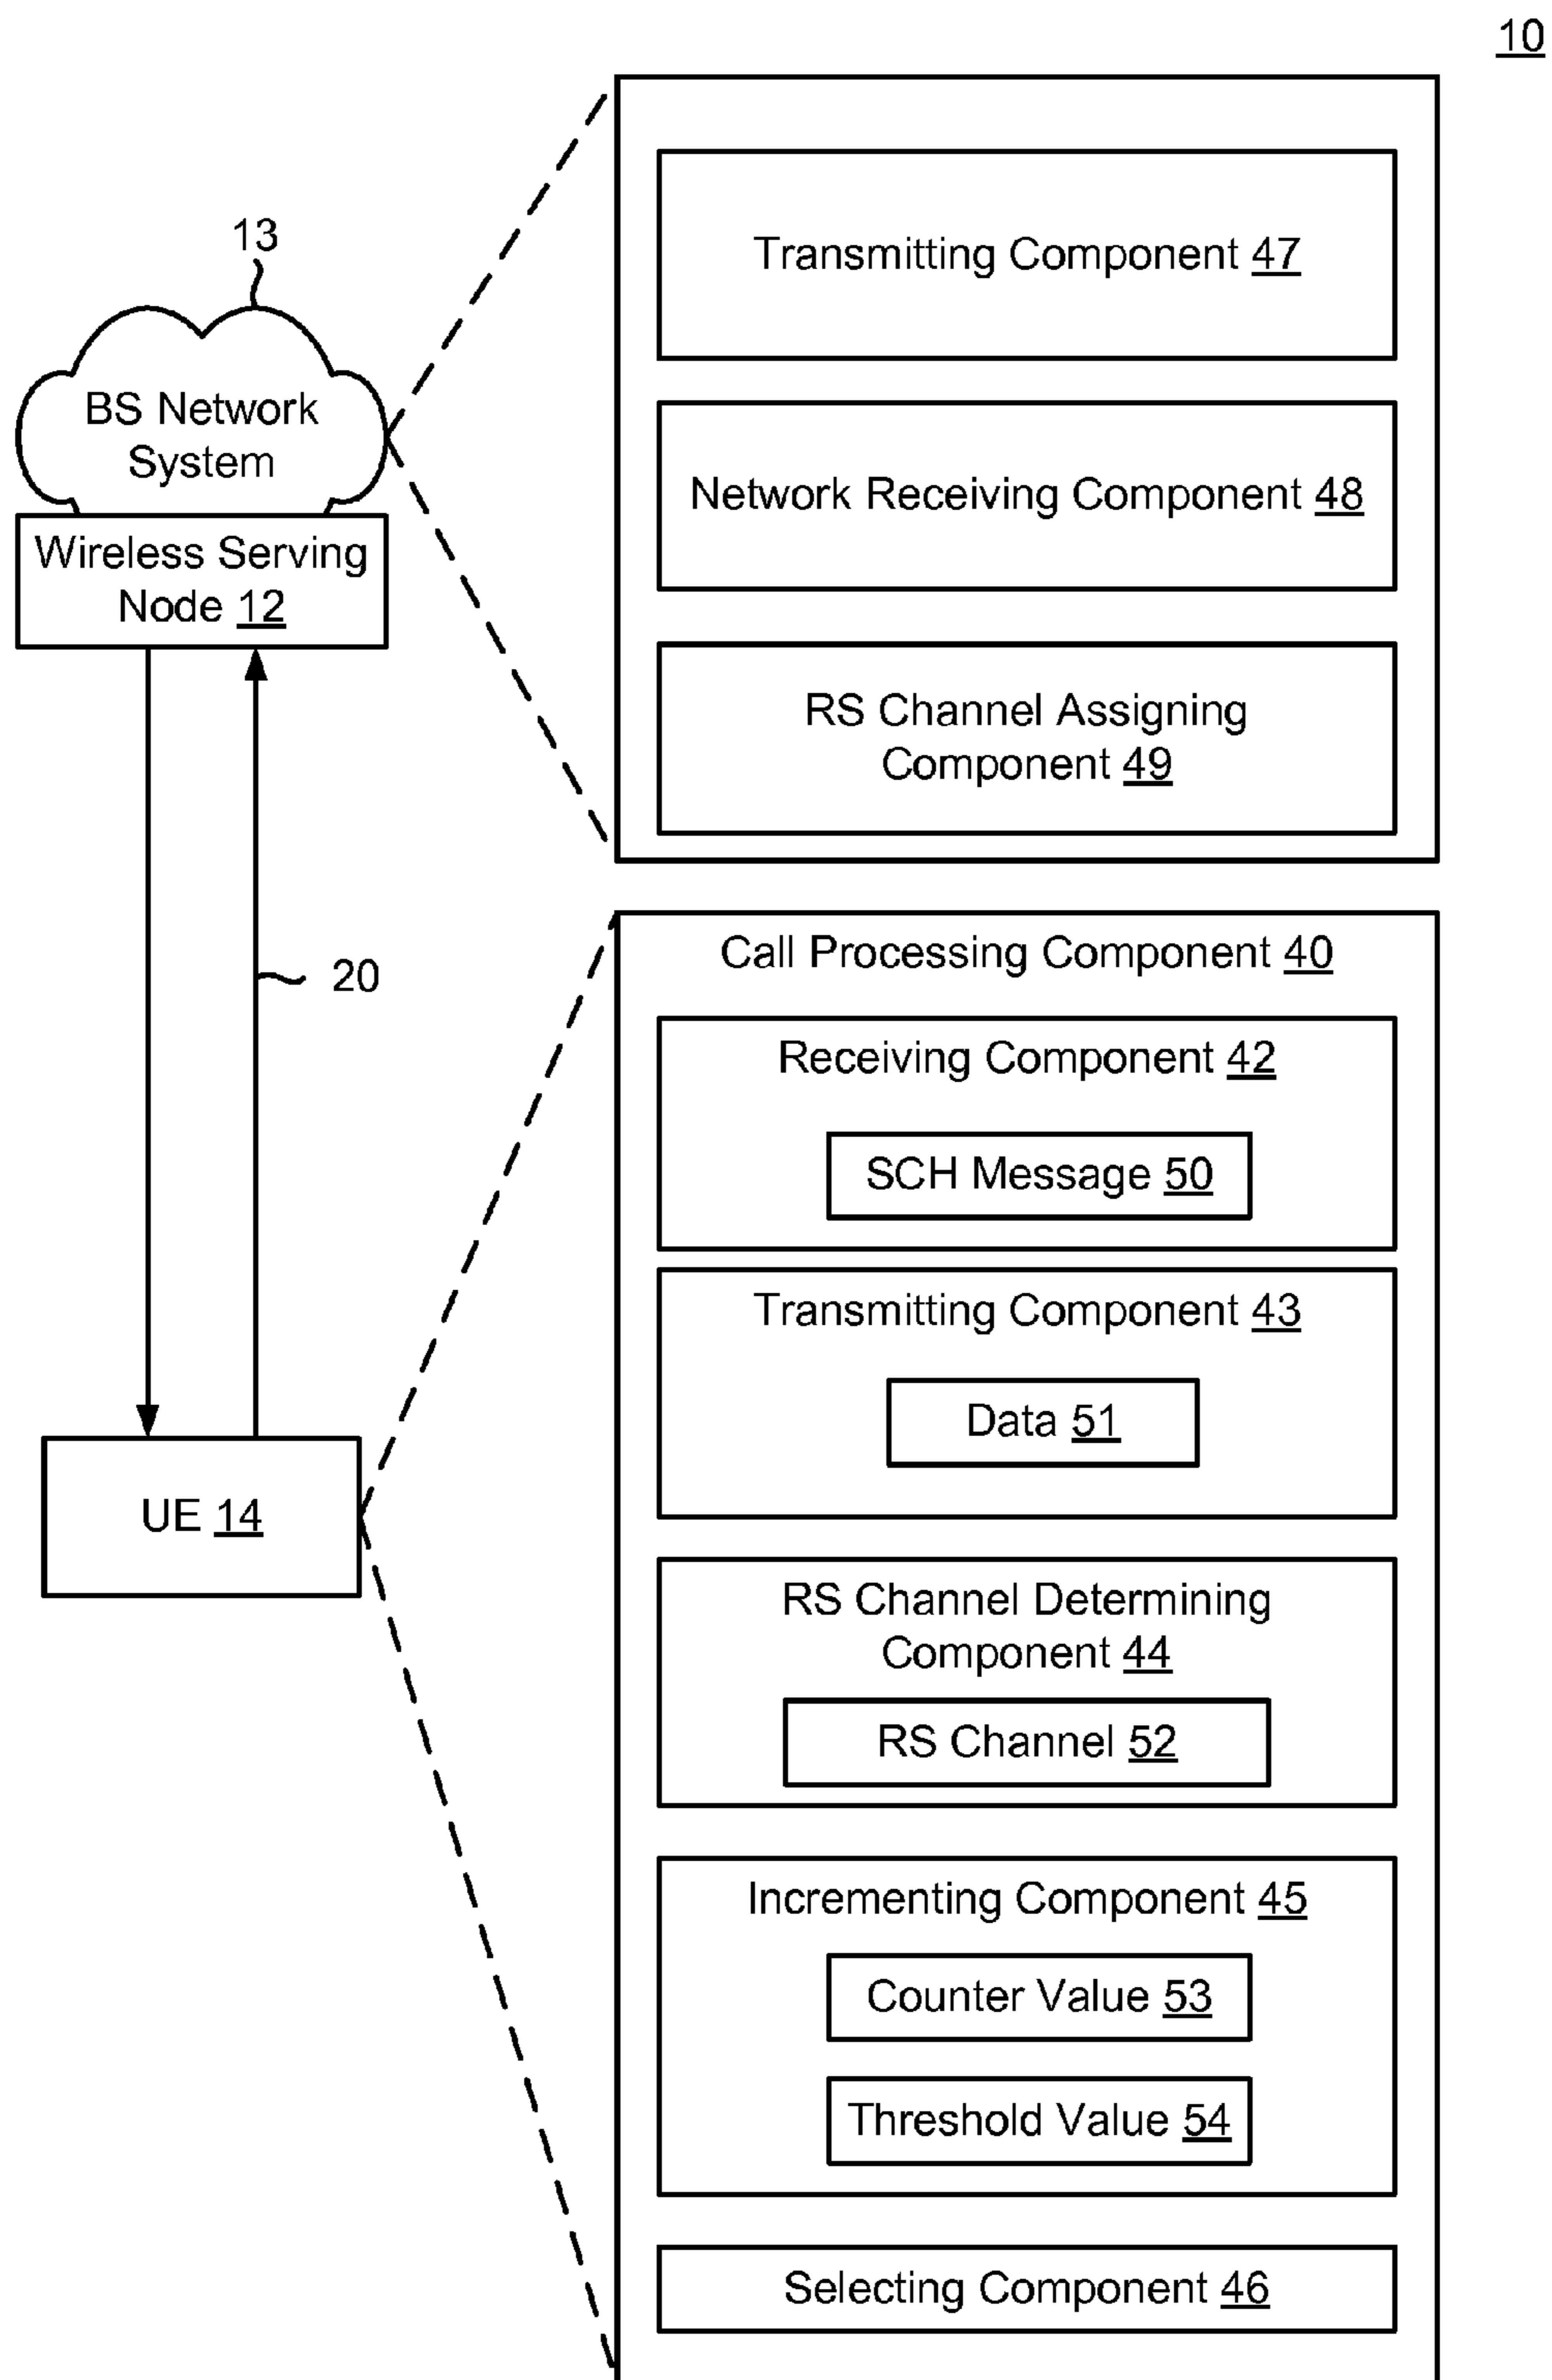 10
13
BS Network
System
Wireless Serving
Node 12
20
UE 14
Transmitting Component 47
Network Receiving Component 48
RS Channel Assigning
Component 49
Call Processing Component 40
Receiving Component 42
SCH Message 50
Transmitting Component 43
Data 51
RS Channel Determining
Component 44
RS Channel 52
Incrementing Component 45
Counter Value 53
Threshold Value 54
Selecting Component 46